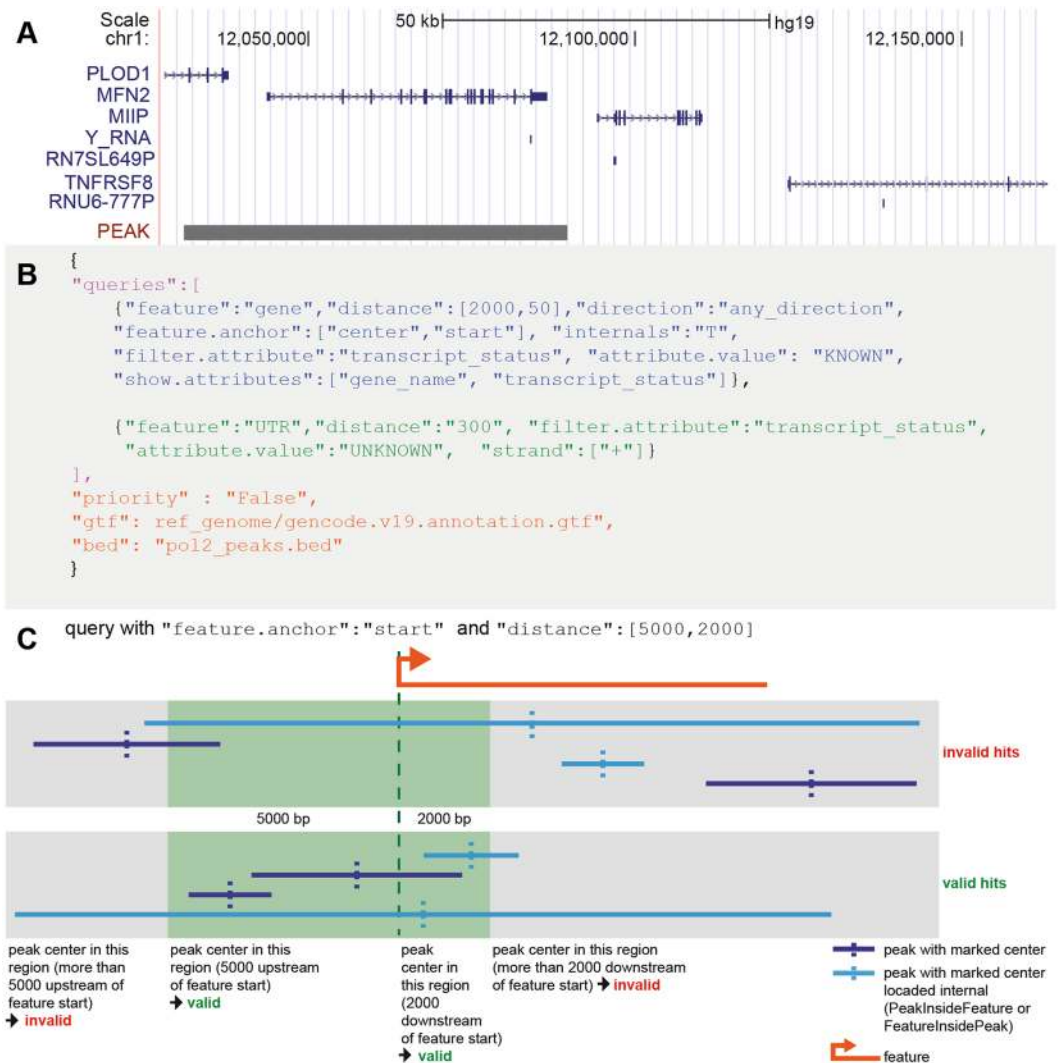 A
Scale
50 kb
hg19
chr1:
12,050,000
12,100,000
12,150,000
PLOD1
MFN2
MIIP
Y_RNA
RN7SL649P
TNFRSF8
RNU6-777P
PEAK
B
{
"queries":[
{"feature":"gene","distance":[2000,50],"direction":"any_direction",
"feature.anchor":["center","start"], "internals":"T",
"filter.attribute":"transcript_status", "attribute.value": "KNOWN",
"show.attributes":["gene_name", "transcript_status"]},
{"feature":"UTR","distance":"300", "filter.attribute":"transcript_status",
"attribute.value":"UNKNOWN", "strand":["+"]}
],
"priority" : "False",
"gtf": ref_genome/gencode.v19.annotation.gtf",
"bed": "pol2_peaks.bed"
}
C
query with "feature.anchor":"start" and "distance":[5000,2000]
invalid hits
5000 bp
2000 bp
valid hits
peak center in this
region (more than
5000 upstream of
feature start)
➔ invalid
peak center in this
region (5000 upstream
of feature start)
➔ valid
peak
center in
this region
(2000
downstream
of feature start)
➔ valid
peak center in this region
(more than 2000 downstream
of feature start) ➔ invalid
peak with marked center
peak with marked center
locaded internal
(PeakInsideFeature or
FeatureInsidePeak)
feature